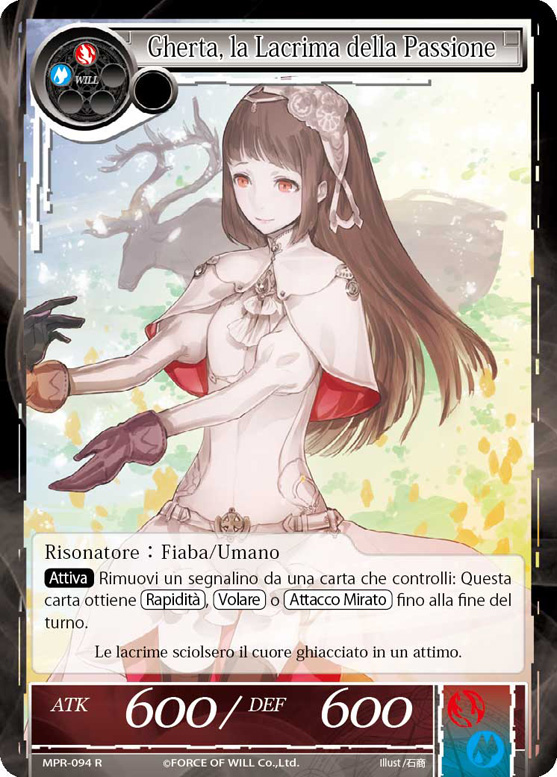 Gherta, la Lacrima della Passione
WILL
Risonatore : Fiaba/Umano
Attiva Rimuovi un segnalino da una carta che controlli: Questa
carta ottiene Rapidità, Volare o Attacco Mirato fino alla fine del
turno.
Le lacrime sciolsero il cuore ghiacciato in un attimo.
ATK 600 / DEF 600
MPR-094 R ©FORCE OF WILL Co.,Ltd. Illust /石商